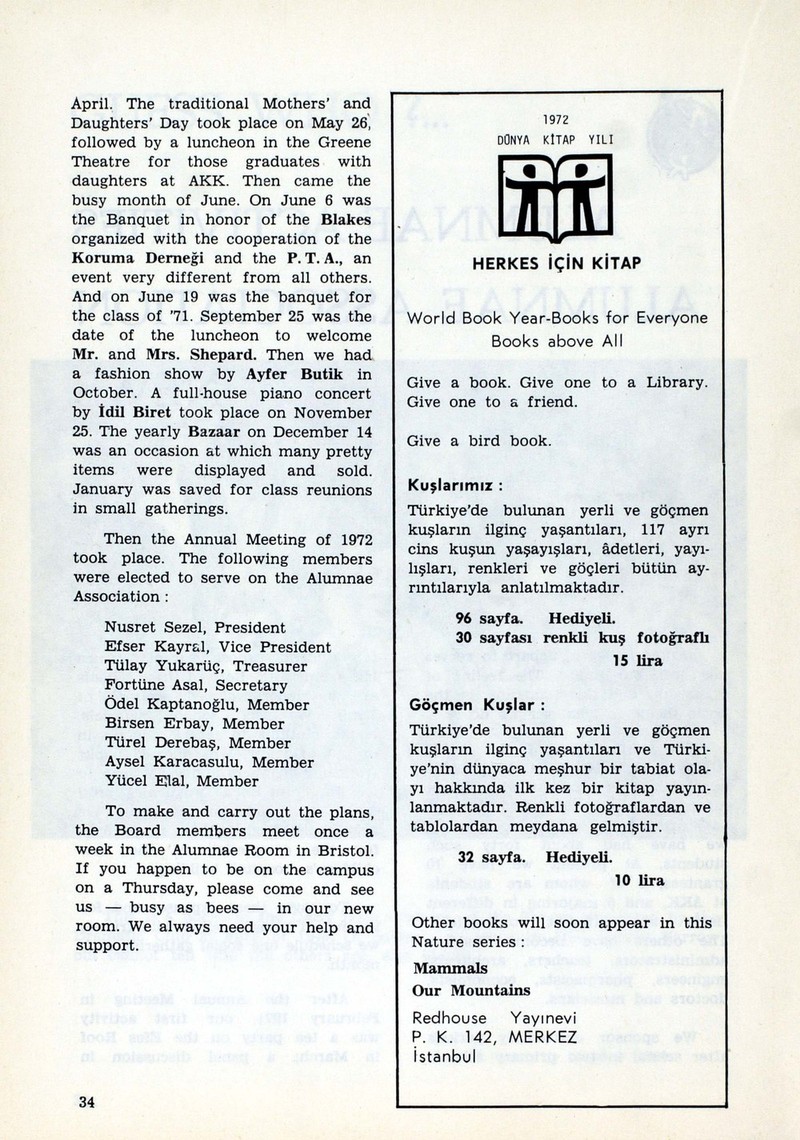 April. The traditional Mothers' and
Daughters' Day took place on May 26,
followed by a luncheon in the Greene
Theatre for those graduates with
daughters at AKK. Then came the
busy month of June. On June 6 was
the Banquet in honor of the Blakes
organized with the cooperation of the
Koruma Derneği and the P. T. A., an
event very different from all others.
And on June 19 was the banquet for
the class of '71. September 25 was the
date of the luncheon to welcome
Mr. and Mrs. Shepard. Then we had
a fashion show by Ayfer Butik in
October. A full-house piano concert
by İdil Biret took place on November
25. The yearly Bazaar on December 14
was an occasion at which many pretty
items were displayed and sold.
January was saved for class reunions
in small gatherings.
Then the Annual Meeting of 1972
took place. The following members
were elected to serve on the Alumnae
Association :
Nusret Sezel, President
Efser Kayral, Vice President
Tülay Yukarüç, Treasurer
Fortüne Asal, Secretary
Ödel Kaptanoğlu, Member
Birsen Erbay, Member
Türel Derebaş, Member
Aysel Karacasulu, Member
Yücel Elal, Member
To make and carry out the plans,
the Board members meet once a
week in the Alumnae Room in Bristol.
If you happen to be on the campus
on a Thursday, please come and see
us — busy as bees — in our new
room. We always need your help and
support.
34
1972
DÜNYA KİTAP YILI
HERKES İÇİN KİTAP
World Book Year-Books for Everyone
Books above All
Give a book. Give one to a Library.
Give one to a friend.
Give a bird book.
Kuşlarımız :
Türkiye'de bulunan yerli ve göçmen
kuşların ilginç yaşantıları, 117 ayrı
cins kuşun yaşayışları, âdetleri, yayı-
lışları, renkleri ve göçleri bütün ay-
rıntılarıyla anlatılmaktadır.
96 sayfa. Hediyeli.
30 sayfası renkli kuş fotoğraflı
15 lira
Göçmen Kuşlar :
Türkiye'de bulunan yerli ve göçmen
kuşların ilginç yaşantıları ve Türki-
ye'nin dünyaca meşhur bir tabiat ola-
yı hakkında ilk kez bir kitap yayın-
lanmaktadır. Renkli fotoğraflardan ve
tablolardan meydana gelmiştir.
32 sayfa. Hediyeli.
10 lira
Other books will soon appear in this
Nature series :
Mammals
Our Mountains
Redhouse Yayınevi
P. K. 142, MERKEZ
İstanbul